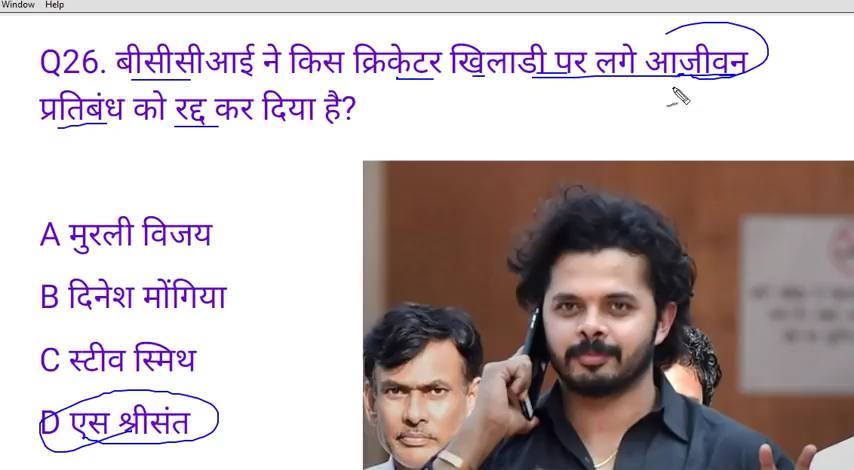 Window Help
Q26. बीसीसीआई ने किस क्रिकेटर खिलाडी पर लगे आजीवन
प्रतिबंध को रद्द कर दिया है?
A मुरली विजय
B दिनेश मोंगिया
C स्टीव स्मिथ
D एस श्रीसंत